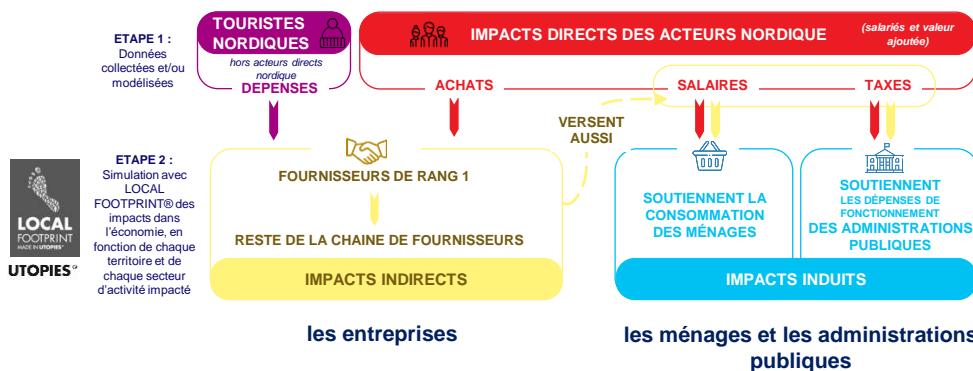 TOURISTES
NORDIQUES
hors acteurs directs
nordique
DEPENSES
IMPACTS DIRECTS DES ACTEURS NORDIQUE
(salariés et valeur
ajoutée)
ACHATS
SALAIRES
TAXES
ETAPE 1 :
Données
collectées et/ou
modélisées
VERSENT
AUSSI
ETAPE 2 :
Simulation avec
LOCAL
FOOTPRINT® des
impacts dans
l'économie, en
fonction de chaque
territoire et de
chaque secteur
d'activité impacté
LOCAL
FOOTPRINT
MADE IN UTOPIES
UTOPIES
FOURNISSEURS DE RANG 1
RESTE DE LA CHAINE DE FOURNISSEURS
IMPACTS INDIRECTS
SOUTIENNENT LA
CONSOMMATION
DES MÉNAGES
SOUTIENNENT
LES DÉPENSES DE
FONCTIONNEMENT
DES ADMINISTRATIONS
PUBLIQUES
IMPACTS INDUITS
les entreprises
les ménages et les administrations
publiques